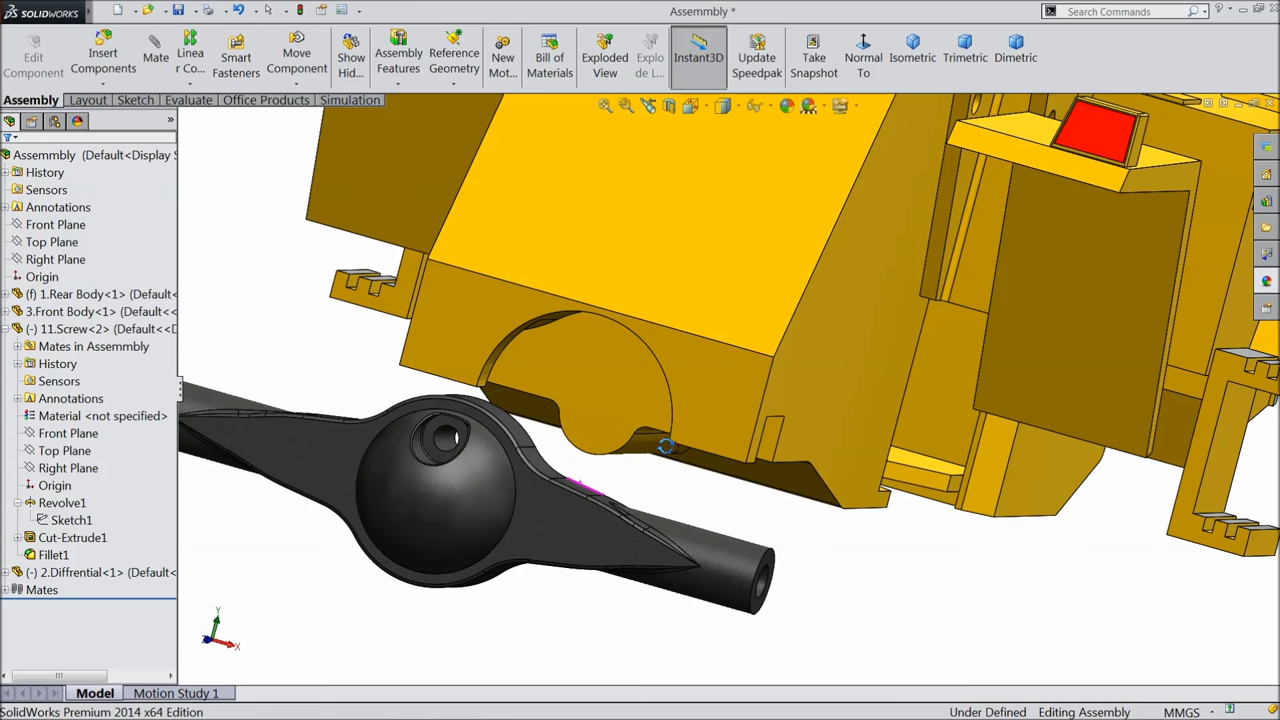 SOLIDWORKS
Assemmbly *
Search Commands
Edit Component
Insert Components
Mate
Linea r Co...
Smart Fasteners
Move Component
Show Hid...
Assembly Features
Reference Geometry
New Mot...
Bill of Materials
Exploded View
Explo de L...
Instant3D
Update Speedpak
Take Snapshot
Normal To
Isometric
Trimetric
Dimetric
Assembly
Layout
Sketch
Evaluate
Office Products
Simulation
Assemmbly (Default<Display S
History
Sensors
Annotations
Front Plane
Top Plane
Right Plane
Origin
(f) 1.Rear Body<1> (Default<
3.Front Body<1> (Default<<
(-) 11.Screw<2> (Default<<D
Mates in Assemmbly
History
Sensors
Annotations
Material <not specified>
Front Plane
Top Plane
Right Plane
Origin
Revolve1
Sketch1
Cut-Extrude1
Fillet1
(-) 2.Diffrential<1> (Default<
Mates
Y
Z
X
Model
Motion Study 1
SolidWorks Premium 2014 x64 Edition
Under Defined
Editing Assembly
MMGS